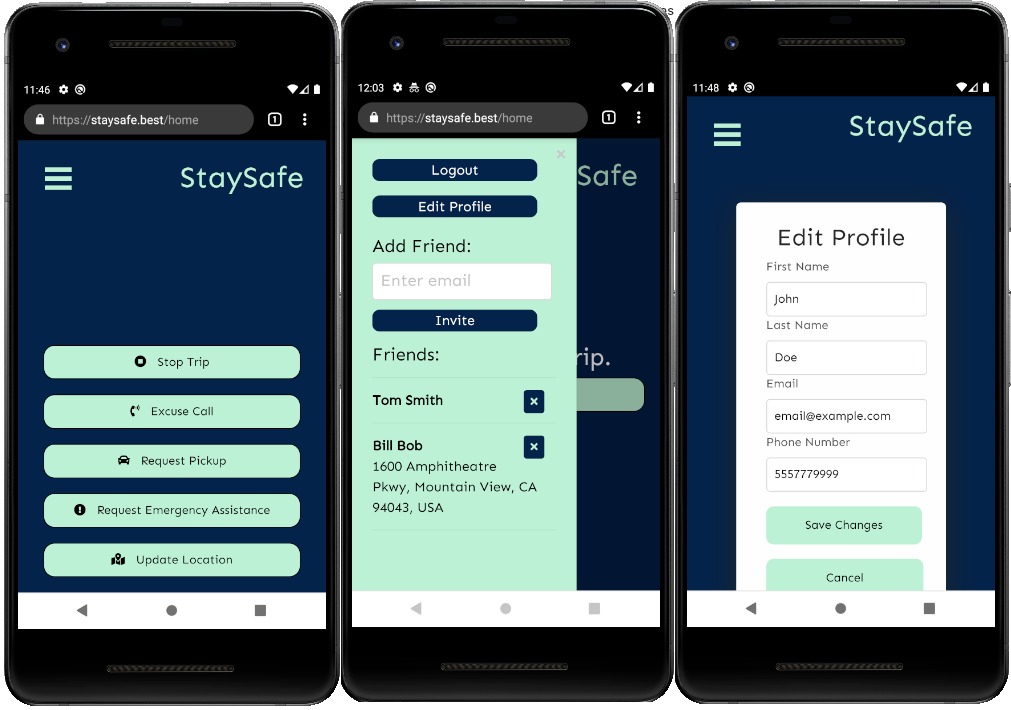 11:46
https://staysafe.best/home
1
StaySafe
Stop Trip
Excuse Call
Request Pickup
Request Emergency Assistance
Update Location
12:03
https://staysafe.best/home
1
×
Safe
Logout
Edit Profile
Add Friend:
Enter email
Invite
rip.
Friends:
Tom Smith
×
Bill Bob
×
1600 Amphitheatre
Pkwy, Mountain View, CA
94043, USA
es
11:48
StaySafe
Edit Profile
First Name
John
Last Name
Doe
Email
email@example.com
Phone Number
5557779999
Save Changes
Cancel